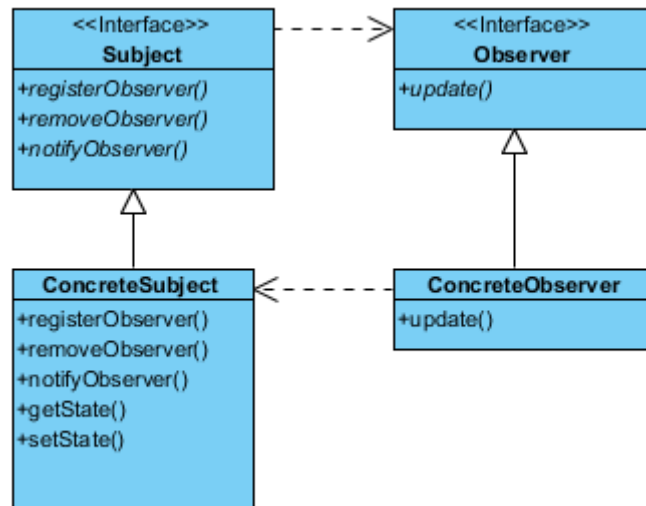 <<Interface>>
Subject
+registerObserver()
+removeObserver()
+notifyObserver()
<<Interface>>
Observer
+update()
ConcreteSubject
+registerObserver()
+removeObserver()
+notifyObserver()
+getState()
+setState()
ConcreteObserver
+update()